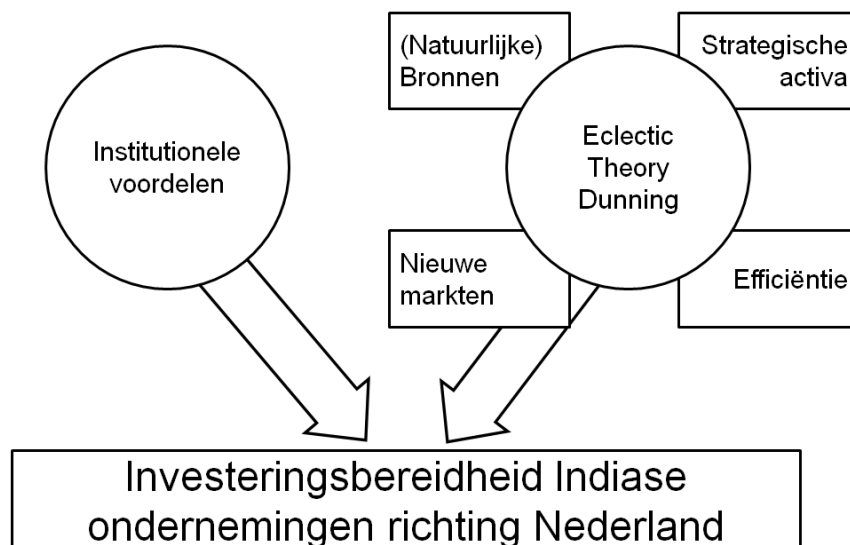 (Natuurlijke)
Bronnen
Strategische
activa
Institutionele
voordelen
Eclectic
Theory
Dunning
Nieuwe
markten
Efficiëntie
Investeringsbereidheid Indiase
ondernemingen richting Nederland